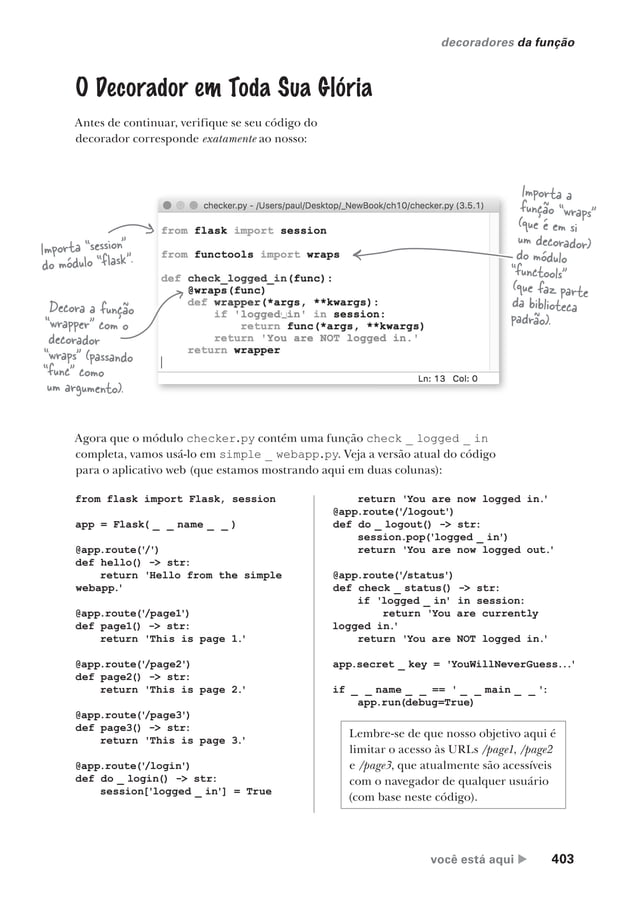 decoradores da função
O Decorador em Toda Sua Glória
Antes de continuar, verifique se seu código do
decorador corresponde exatamente ao nosso:
Importa "session"
do módulo "flask".
Decora a função
"wrapper" com o
decorador
"wraps" (passando
"func" como
um argumento).
checker.py - /Users/paul/Desktop/_NewBook/ch10/checker.py (3.5.1)
from flask import session
from functools import wraps
def check_logged_in(func):
    @wraps(func)
    def wrapper(*args, **kwargs):
        if 'logged_in' in session:
            return func(*args, **kwargs)
        return 'You are NOT logged in.'
    return wrapper
Ln: 13 Col: 0
Importa a
função "wraps"
(que é em si
um decorador)
do módulo
"functools"
(que faz parte
da biblioteca
padrão).
Agora que o módulo checker.py contém uma função check _ logged _ in
completa, vamos usá-lo em simple _ webapp.py. Veja a versão atual do código
para o aplicativo web (que estamos mostrando aqui em duas colunas):
from flask import Flask, session
app = Flask( _ _ name _ _ )
@app.route('/')
def hello() -> str:
    return 'Hello from the simple
webapp.'
@app.route('/page1')
def page1() -> str:
    return 'This is page 1.'
@app.route('/page2')
def page2() -> str:
    return 'This is page 2.'
@app.route('/page3')
def page3() -> str:
    return 'This is page 3.'
@app.route('/login')
def do _ login() -> str:
    session['logged _ in'] = True
    return 'You are now logged in.'
@app.route('/logout')
def do _ logout() -> str:
    session.pop('logged _ in')
    return 'You are now logged out.'
@app.route('/status')
def check _ status() -> str:
    if 'logged _ in' in session:
        return 'You are currently
logged in.'
    return 'You are NOT logged in.'
app.secret _ key = 'YouWillNeverGuess...'
if _ _ name _ _ == ' _ _ main _ _ ':
    app.run(debug=True)
Lembre-se de que nosso objetivo aqui é
limitar o acesso às URLs /page1, /page2
e /page3, que atualmente são acessíveis
com o navegador de qualquer usuário
(com base neste código).
você está aqui 403